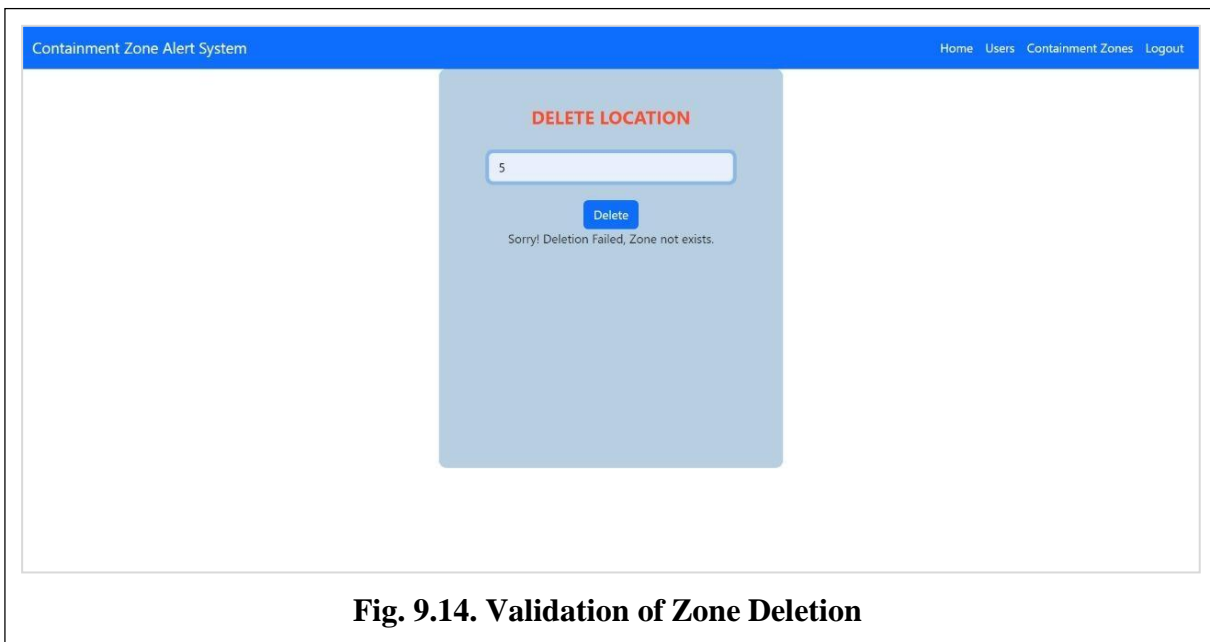 Containment Zone Alert System
Home Users Containment Zones Logout
DELETE LOCATION
5
Delete
Sorry! Deletion Failed, Zone not exists.
Fig. 9.14. Validation of Zone Deletion